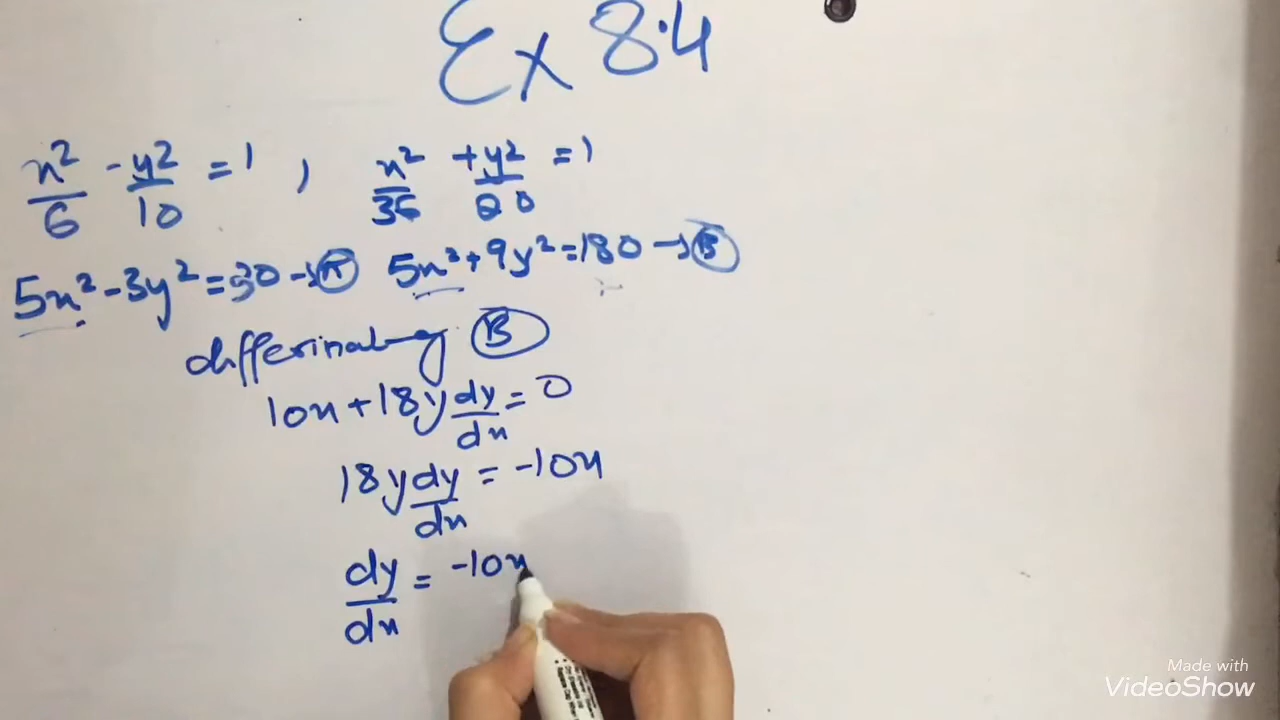 Ex 8.4
x²/6 - y²/10 = 1 , x²/36 + y²/20 = 1
5x² - 3y² = 30 → Ⓐ 5x² + 9y² = 180 → Ⓑ
Ⓑ
10x + 18y dy/dx = 0
18y dy/dx = -10x
dy/dx = -10x
Made with
VideoShow